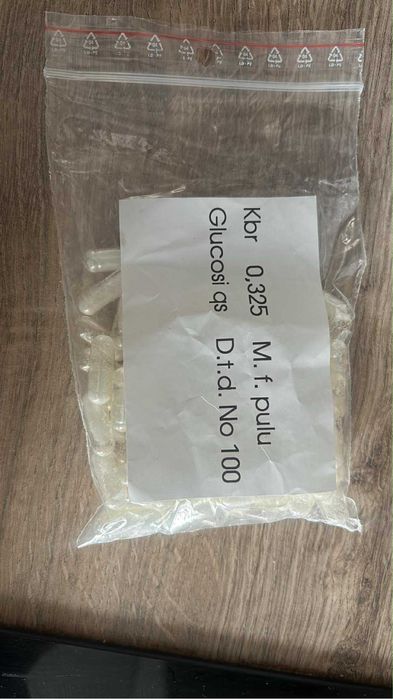 Kbr 0,325 M. f. pulu
Glucosi qs D.t.d. No 100